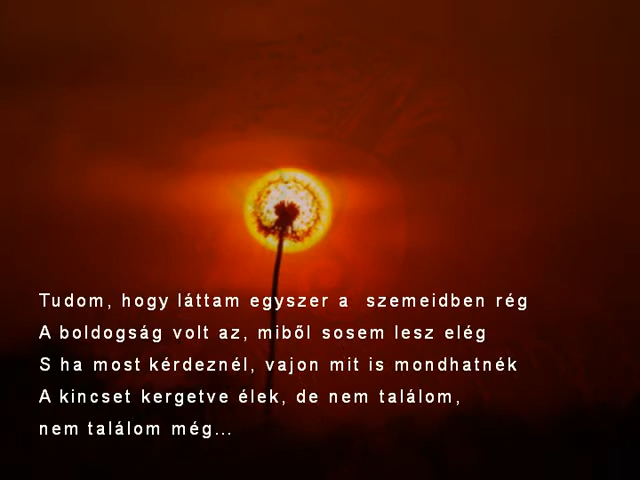 Tudom, hogy láttam egyszer a  szemeidben rég
A boldogság volt az, miből sosem lesz elég
S ha most kérdeznél, vajon mit is mondhatnék
A kincset kergetve élek, de nem találom,
nem találom még...